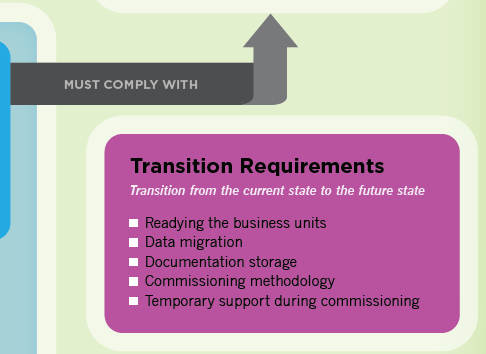 MUST COMPLY WITH
Transition Requirements
Transition from the current state to the future state
Readying the business units
Data migration
Documentation storage
Commissioning methodology
Temporary support during commissioning